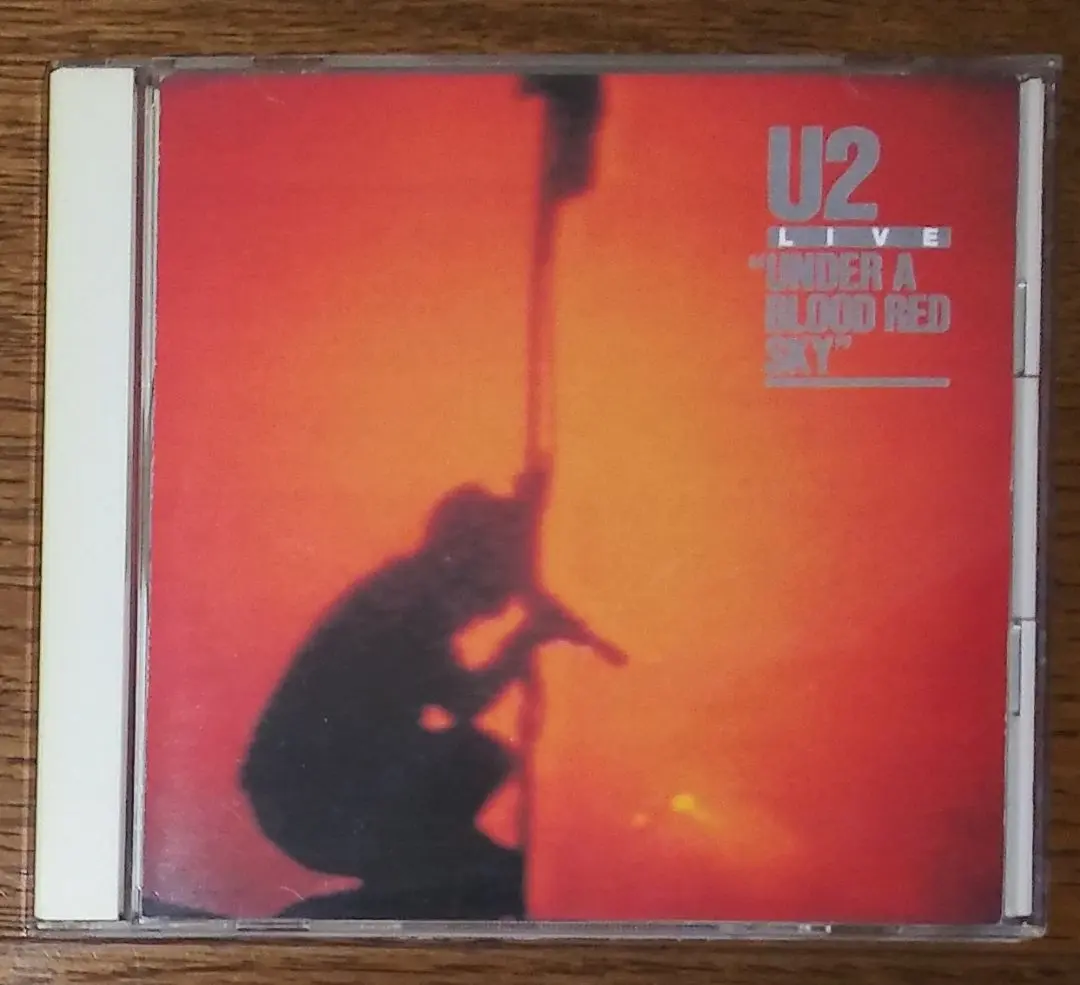 U2
LIVE
“UNDER A
BLOOD RED
SKY”